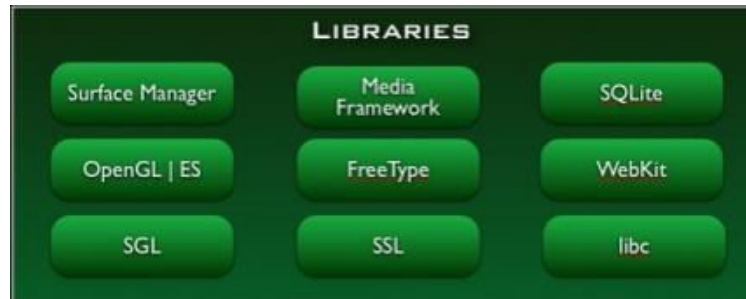 LIBRARIES
Surface Manager
Media
Framework
SQLite
OpenGL | ES
FreeType
WebKit
SGL
SSL
libc